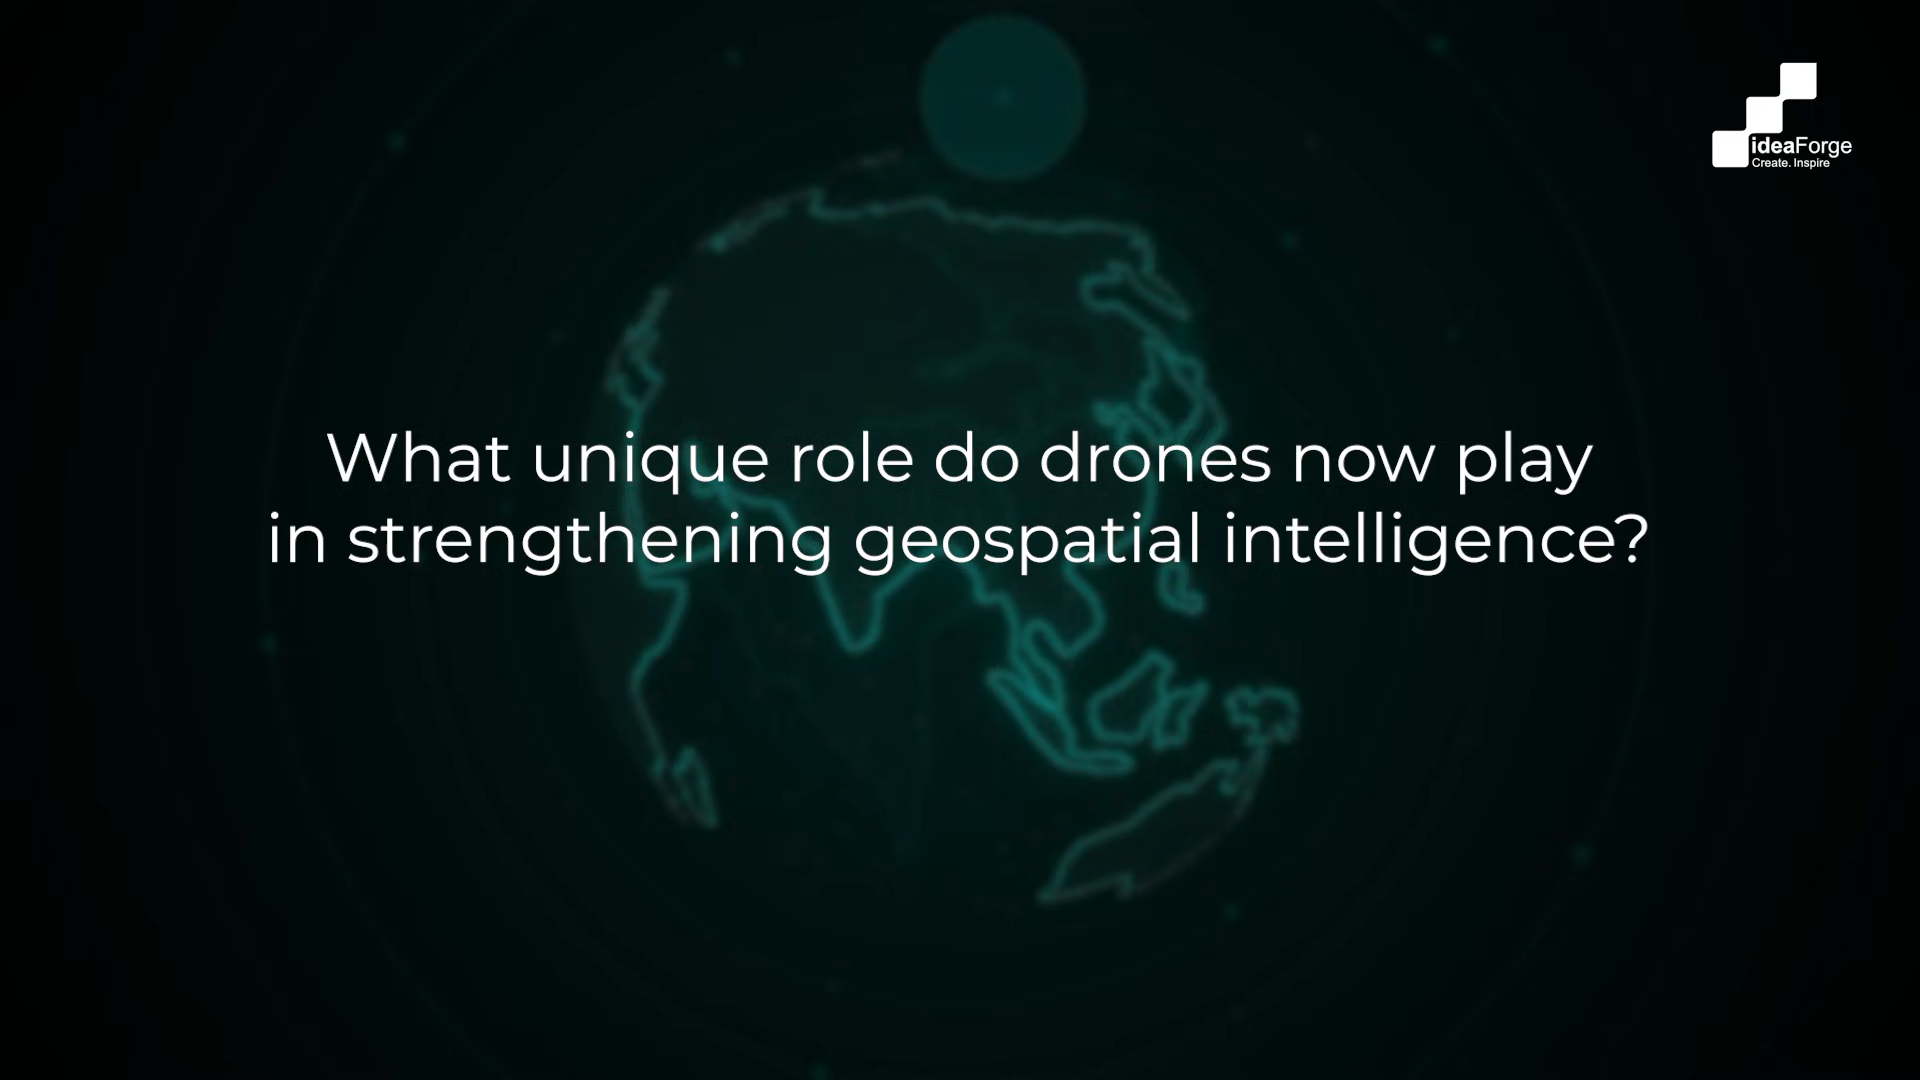 ideaForge
Create. Inspire
What unique role do drones now play
in strengthening geospatial intelligence?